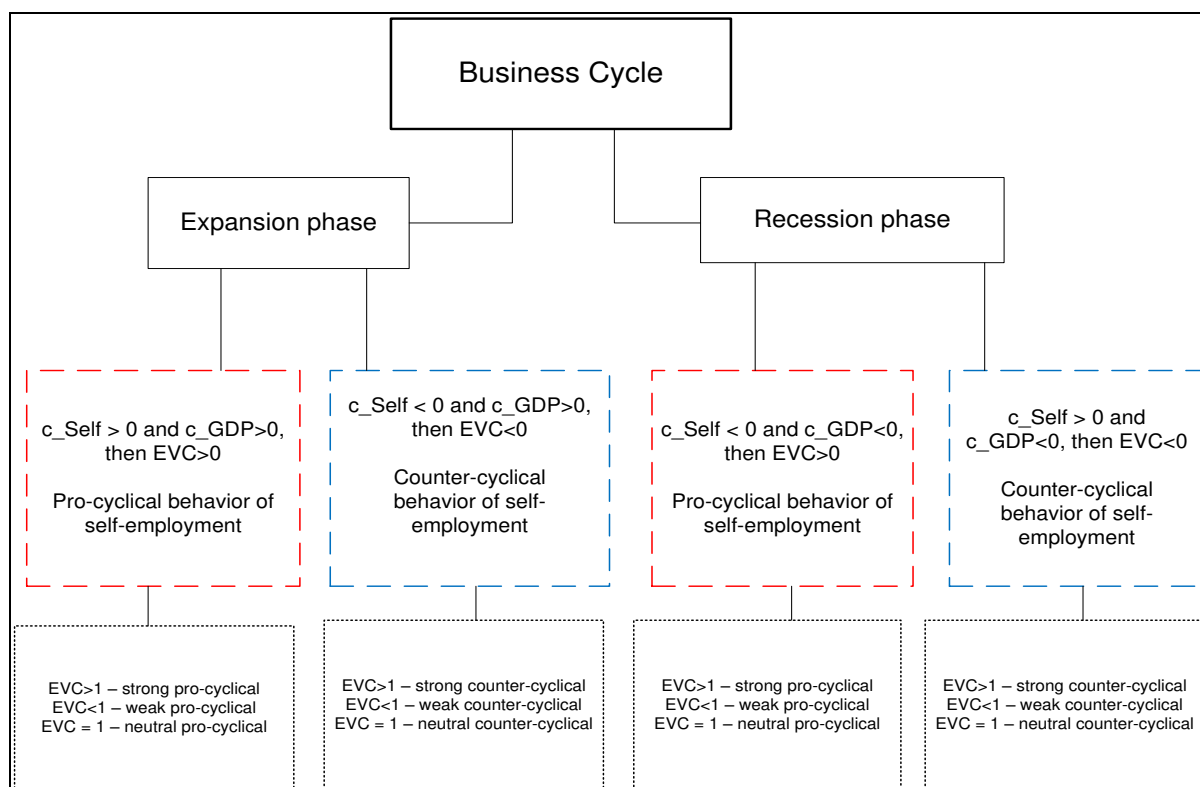 Business Cycle
Expansion phase
Recession phase
c_Self > 0 and c_GDP>0,
then EVC>0
Pro-cyclical behavior of
self-employment
c_Self < 0 and c_GDP>0,
then EVC<0
Counter-cyclical
behavior of self-
employment
c_Self < 0 and c_GDP<0,
then EVC>0
Pro-cyclical behavior of
self-employment
c_Self > 0 and
c_GDP<0, then EVC<0
Counter-cyclical
behavior of self-
employment
EVC>1 – strong pro-cyclical
EVC<1 – weak pro-cyclical
EVC = 1 – neutral pro-cyclical
EVC>1 – strong counter-cyclical
EVC<1 – weak counter-cyclical
EVC = 1 – neutral counter-cyclical
EVC>1 – strong pro-cyclical
EVC<1 – weak pro-cyclical
EVC = 1 – neutral pro-cyclical
EVC>1 – strong counter-cyclical
EVC<1 – weak counter-cyclical
EVC = 1 – neutral counter-cyclical